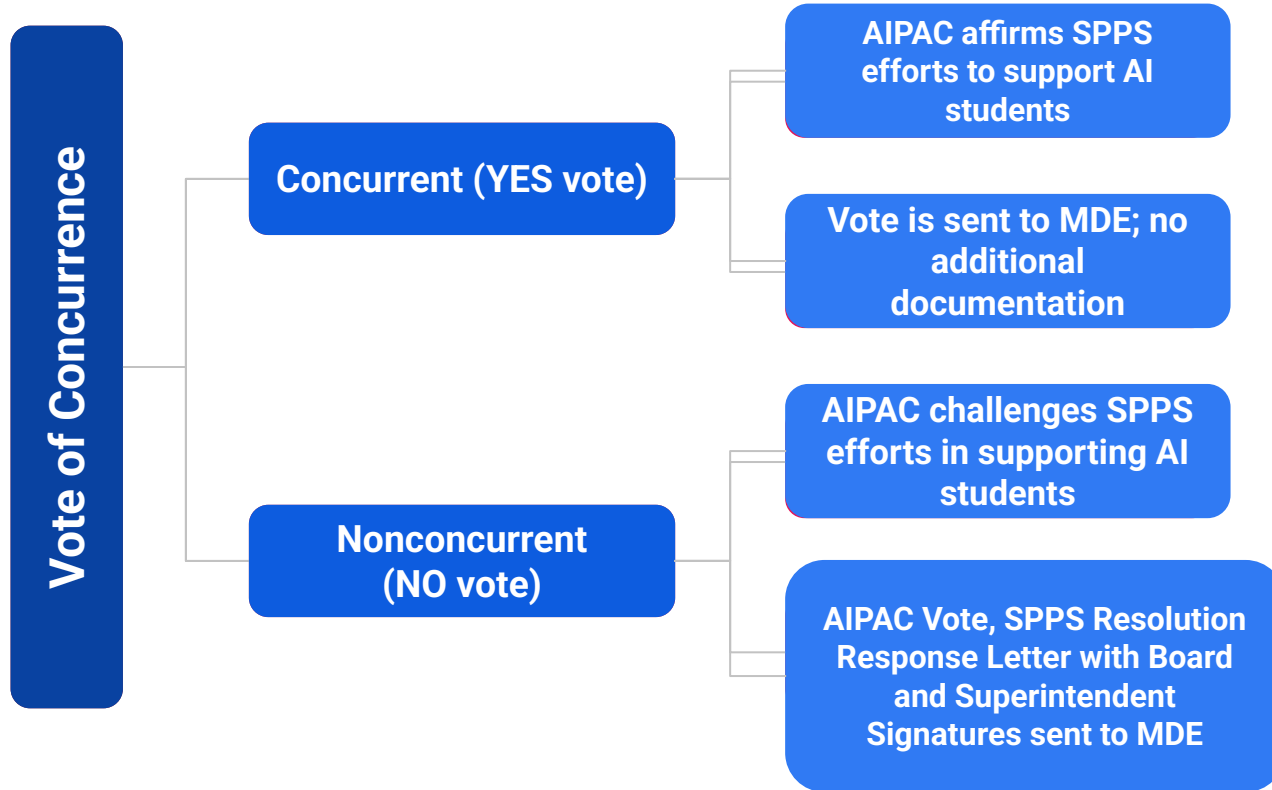 Vote of Concurrence
Concurrent (YES vote)
AIPAC affirms SPPS
efforts to support AI
students
Vote is sent to MDE; no
additional
documentation
Nonconcurrent
(NO vote)
AIPAC challenges SPPS
efforts in supporting AI
students
AIPAC Vote, SPPS Resolution
Response Letter with Board
and Superintendent
Signatures sent to MDE